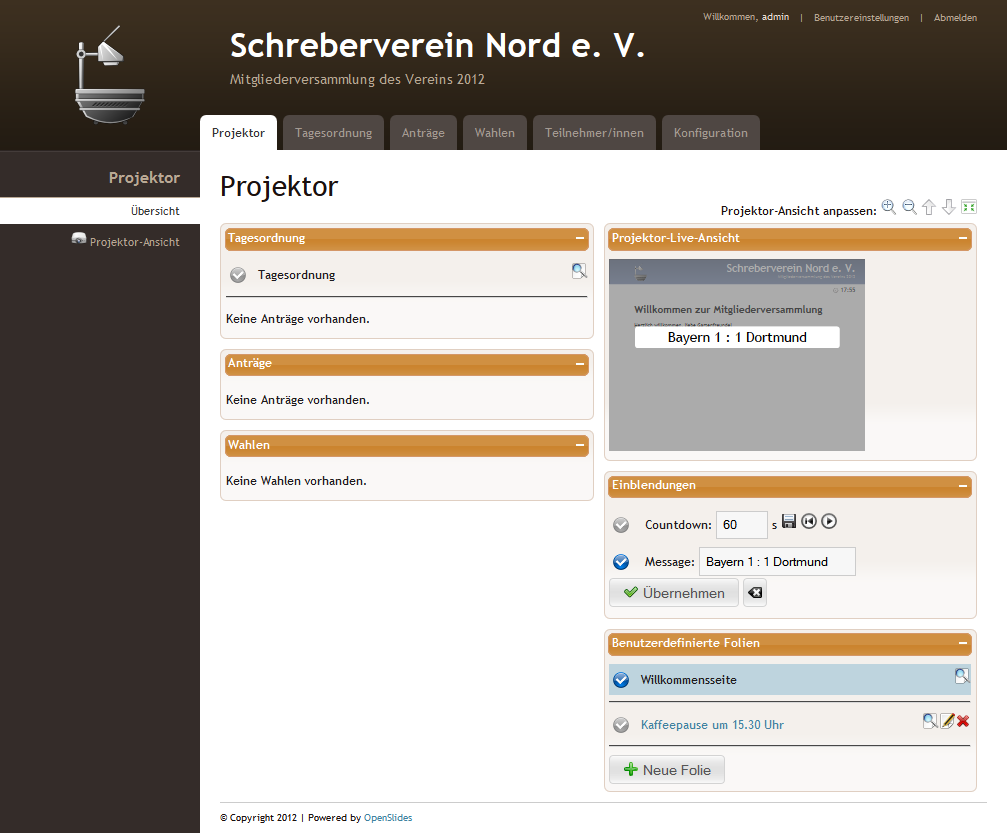 Willkommen, admin | Benutzereinstellungen | Abmelden
Schreberverein Nord e. V.
Mitgliederversammlung des Vereins 2012
Projektor Tagesordnung Anträge Wahlen Teilnehmer/innen Konfiguration
Projektor
Übersicht
Projektor-Ansicht
Projektor
Projektor-Ansicht anpassen:
Tagesordnung
Tagesordnung
Keine Anträge vorhanden.
Anträge
Keine Anträge vorhanden.
Wahlen
Keine Wahlen vorhanden.
Projektor-Live-Ansicht
Schreberverein Nord e. V.
17:55
Willkommen zur Mitgliederversammlung
Bayern 1 : 1 Dortmund
Einblendungen
Countdown: 60 s
Message: Bayern 1 : 1 Dortmund
Übernehmen
Benutzerdefinierte Folien
Willkommensseite
Kaffeepause um 15.30 Uhr
Neue Folie
© Copyright 2012 | Powered by OpenSlides